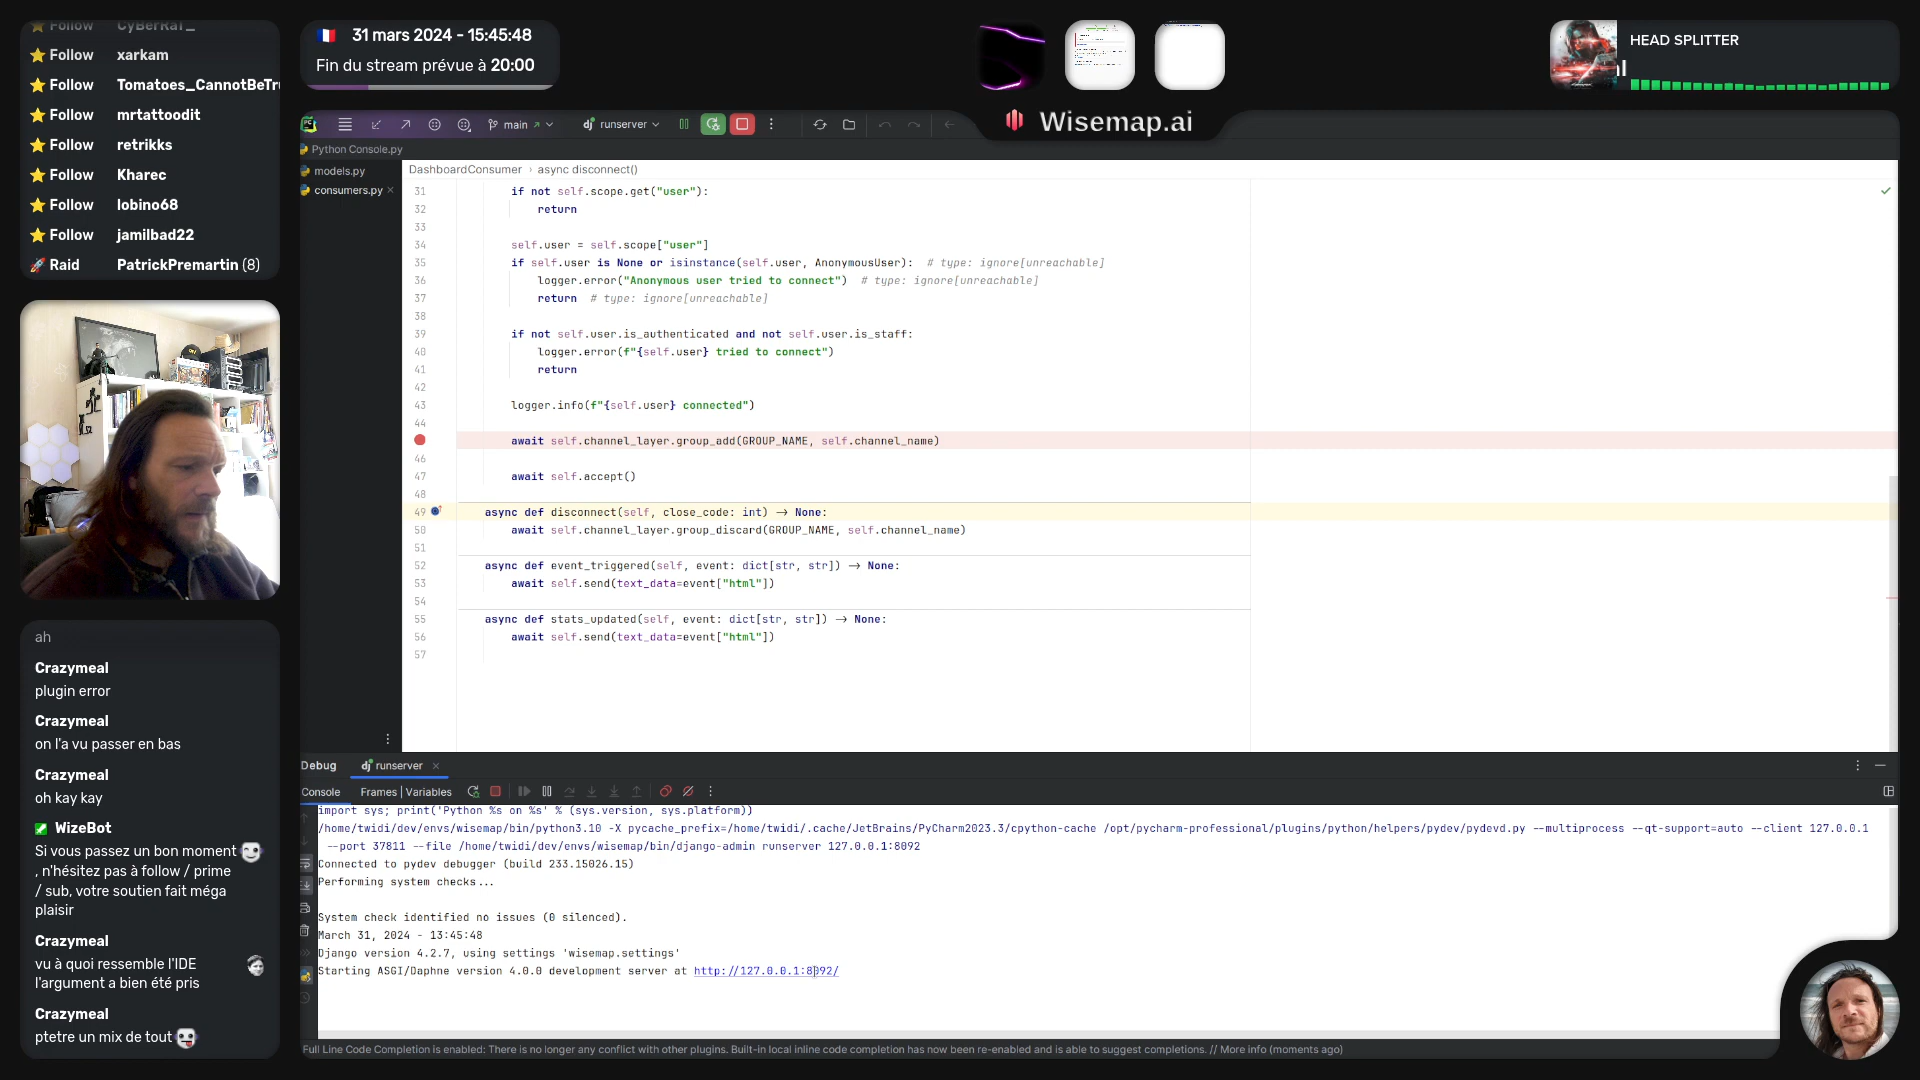 Follow CyBeRaT_
Follow xarkam
Follow Tomatoes_CannotBeTr
Follow mrtattoodit
Follow retrikks
Follow Kharec
Follow lobino68
Follow jamilbad22
Raid PatrickPremartin (8)
31 mars 2024 - 15:45:48
Fin du stream prévue à 20:00
HEAD SPLITTER
Wisemap.ai
main
runserver
Python Console.py
models.py
consumers.py
DashboardConsumer › async disconnect()
31 if not self.scope.get("user"):
32 return
33
34 self.user = self.scope["user"]
35 if self.user is None or isinstance(self.user, AnonymousUser):  # type: ignore[unreachable]
36 logger.error("Anonymous user tried to connect")  # type: ignore[unreachable]
37 return  # type: ignore[unreachable]
38
39 if not self.user.is_authenticated and not self.user.is_staff:
40 logger.error(f"{self.user} tried to connect")
41 return
42
43 logger.info(f"{self.user} connected")
44
await self.channel_layer.group_add(GROUP_NAME, self.channel_name)
46
47 await self.accept()
48
49 async def disconnect(self, close_code: int) → None:
50 await self.channel_layer.group_discard(GROUP_NAME, self.channel_name)
51
52 async def event_triggered(self, event: dict[str, str]) → None:
53 await self.send(text_data=event["html"])
54
55 async def stats_updated(self, event: dict[str, str]) → None:
56 await self.send(text_data=event["html"])
57
Debug runserver
Console Frames | Variables
import sys; print('Python %s on %s' % (sys.version, sys.platform))
/home/twidi/dev/envs/wisemap/bin/python3.10 -X pycache_prefix=/home/twidi/.cache/JetBrains/PyCharm2023.3/cpython-cache /opt/pycharm-professional/plugins/python/helpers/pydev/pydevd.py --multiprocess --qt-support=auto --client 127.0.0.1
--port 37811 --file /home/twidi/dev/envs/wisemap/bin/django-admin runserver 127.0.0.1:8092
Connected to pydev debugger (build 233.15026.15)
Performing system checks...
System check identified no issues (0 silenced).
March 31, 2024 - 13:45:48
Django version 4.2.7, using settings 'wisemap.settings'
Starting ASGI/Daphne version 4.0.0 development server at http://127.0.0.1:8092/
Full Line Code Completion is enabled: There is no longer any conflict with other plugins. Built-in local inline code completion has now been re-enabled and is able to suggest completions. // More info (moments ago)
ah
Crazymeal
plugin error
Crazymeal
on l'a vu passer en bas
Crazymeal
oh kay kay
WizeBot
Si vous passez un bon moment
, n'hésitez pas à follow / prime
/ sub, votre soutien fait méga
plaisir
Crazymeal
vu à quoi ressemble l'IDE
l'argument a bien été pris
Crazymeal
ptetre un mix de tout